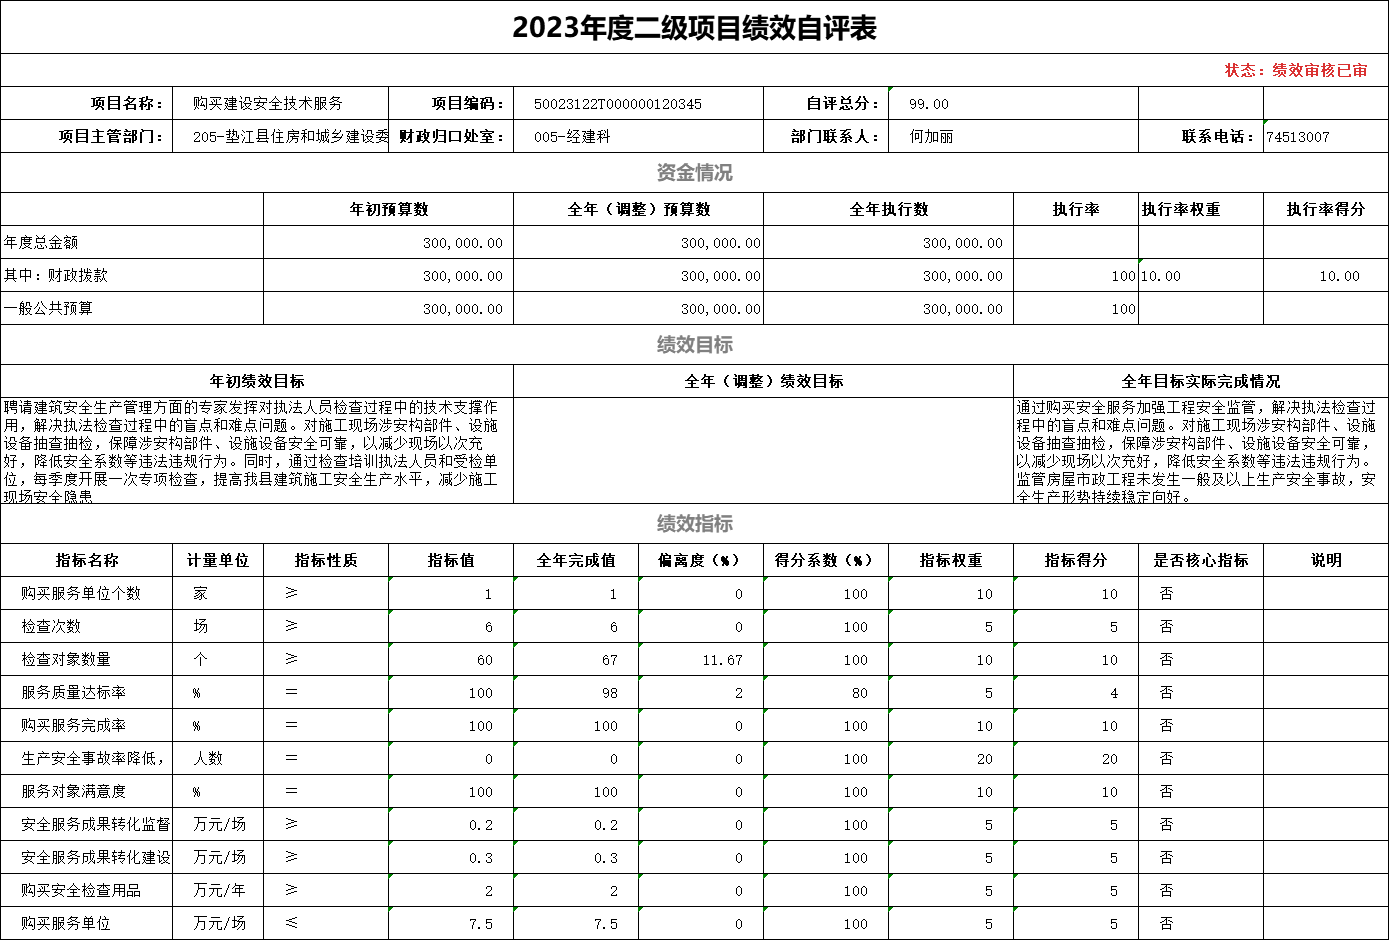 2023年度二级项目绩效自评表
状态：绩效审核已审
项目名称： 购买建设安全技术服务 项目编码： 50023122T000000120345 自评总分： 99.00
项目主管部门： 205-垫江县住房和城乡建设委 财政归口处室： 005-经建科 部门联系人： 何加丽 联系电话： 74513007
资金情况
年初预算数 全年（调整）预算数 全年执行数 执行率 执行率权重 执行率得分
年度总金额 300,000.00 300,000.00 300,000.00
其中：财政拨款 300,000.00 300,000.00 300,000.00 100 10.00 10.00
一般公共预算 300,000.00 300,000.00 300,000.00 100
绩效目标
年初绩效目标 全年（调整）绩效目标 全年目标实际完成情况
聘请建筑安全生产管理方面的专家发挥对执法人员检查过程中的技术支撑作
用，解决执法检查过程中的盲点和难点问题。对施工现场涉安构部件、设施
设备抽查抽检，保障涉安构部件、设施设备安全可靠，以减少现场以次充
好，降低安全系数等违法违规行为。同时，通过检查培训执法人员和受检单
位，每季度开展一次专项检查，提高我县建筑施工安全生产水平，减少施工
现场安全隐患
通过购买安全服务加强工程安全监管，解决执法检查过
程中的盲点和难点问题。对施工现场涉安构部件、设施
设备抽查抽检，保障涉安构部件、设施设备安全可靠，
以减少现场以次充好，降低安全系数等违法违规行为。
监管房屋市政工程未发生一般及以上生产安全事故，安
全生产形势持续稳定向好。
绩效指标
指标名称 计量单位 指标性质 指标值 全年完成值 偏离度（%） 得分系数（%） 指标权重 指标得分 是否核心指标 说明
购买服务单位个数 家 ≥ 1 1 0 100 10 10 否
检查次数 场 ≥ 6 6 0 100 5 5 否
检查对象数量 个 ≥ 60 67 11.67 100 10 10 否
服务质量达标率 % ＝ 100 98 2 80 5 4 否
购买服务完成率 % ＝ 100 100 0 100 10 10 否
生产安全事故率降低， 人数 ＝ 0 0 0 100 20 20 否
服务对象满意度 % ＝ 100 100 0 100 10 10 否
安全服务成果转化监督 万元/场 ≥ 0.2 0.2 0 100 5 5 否
安全服务成果转化建设 万元/场 ≥ 0.3 0.3 0 100 5 5 否
购买安全检查用品 万元/年 ≥ 2 2 0 100 5 5 否
购买服务单位 万元/场 ≤ 7.5 7.5 0 100 5 5 否